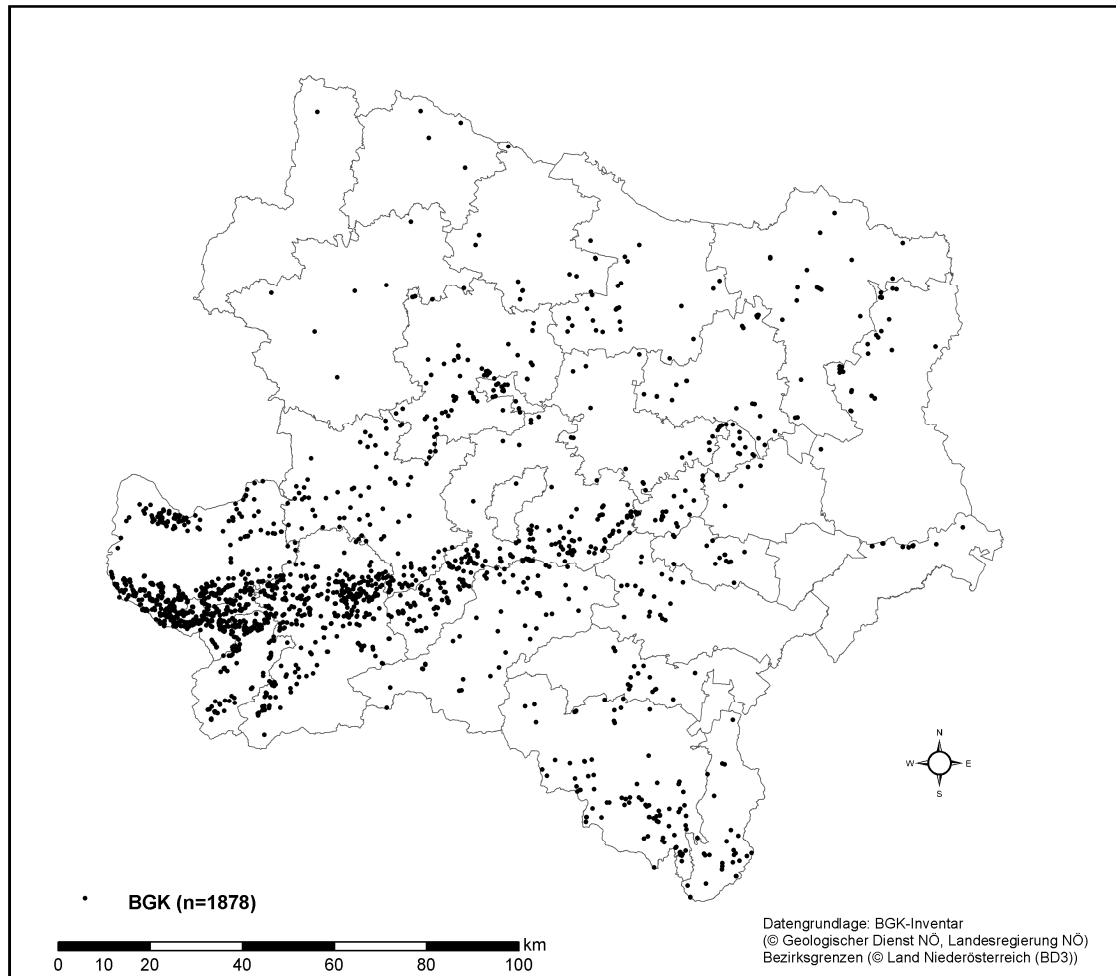 N
W E
S
BGK (n=1878)
km
0 10 20 40 60 80 100
Datengrundlage: BGK-Inventar
(© Geologischer Dienst NÖ, Landesregierung NÖ)
Bezirksgrenzen (© Land Niederösterreich (BD3))